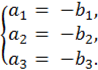 a₁ = −b₁,
a₂ = −b₂,
a₃ = −b₃.